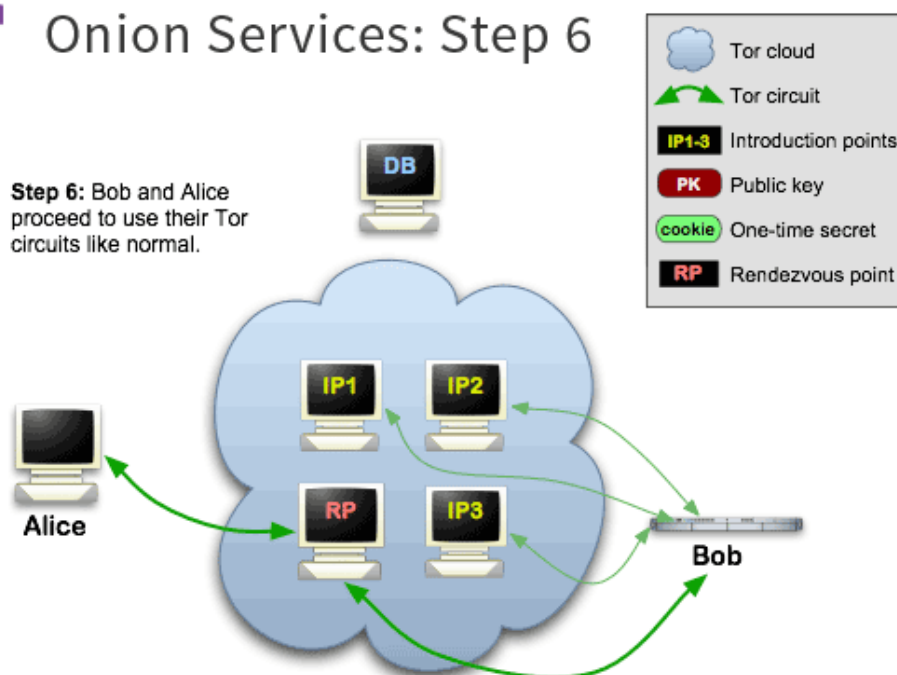 Onion Services: Step 6
Tor cloud
Tor circuit
IP1-3 Introduction points
PK Public key
cookie One-time secret
RP Rendezvous point
DB
Step 6: Bob and Alice
proceed to use their Tor
circuits like normal.
IP1 IP2
RP IP3
Alice
Bob